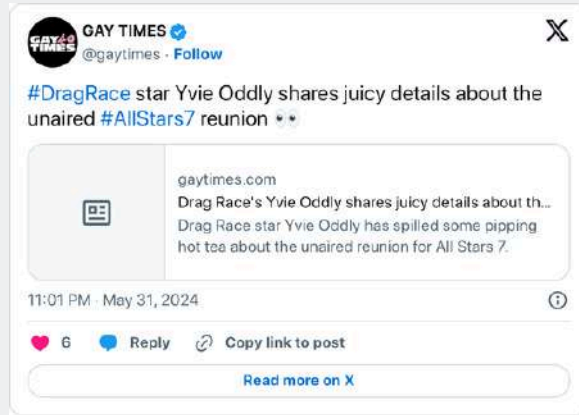 GAY TIMES
@gaytimes · Follow
#DragRace star Yvie Oddly shares juicy details about the
unaired #AllStars7 reunion 👀
gaytimes.com
Drag Race's Yvie Oddly shares juicy details about th...
Drag Race star Yvie Oddly has spilled some pipping
hot tea about the unaired reunion for All Stars 7.
11:01 PM · May 31, 2024
6 Reply Copy link to post
Read more on X